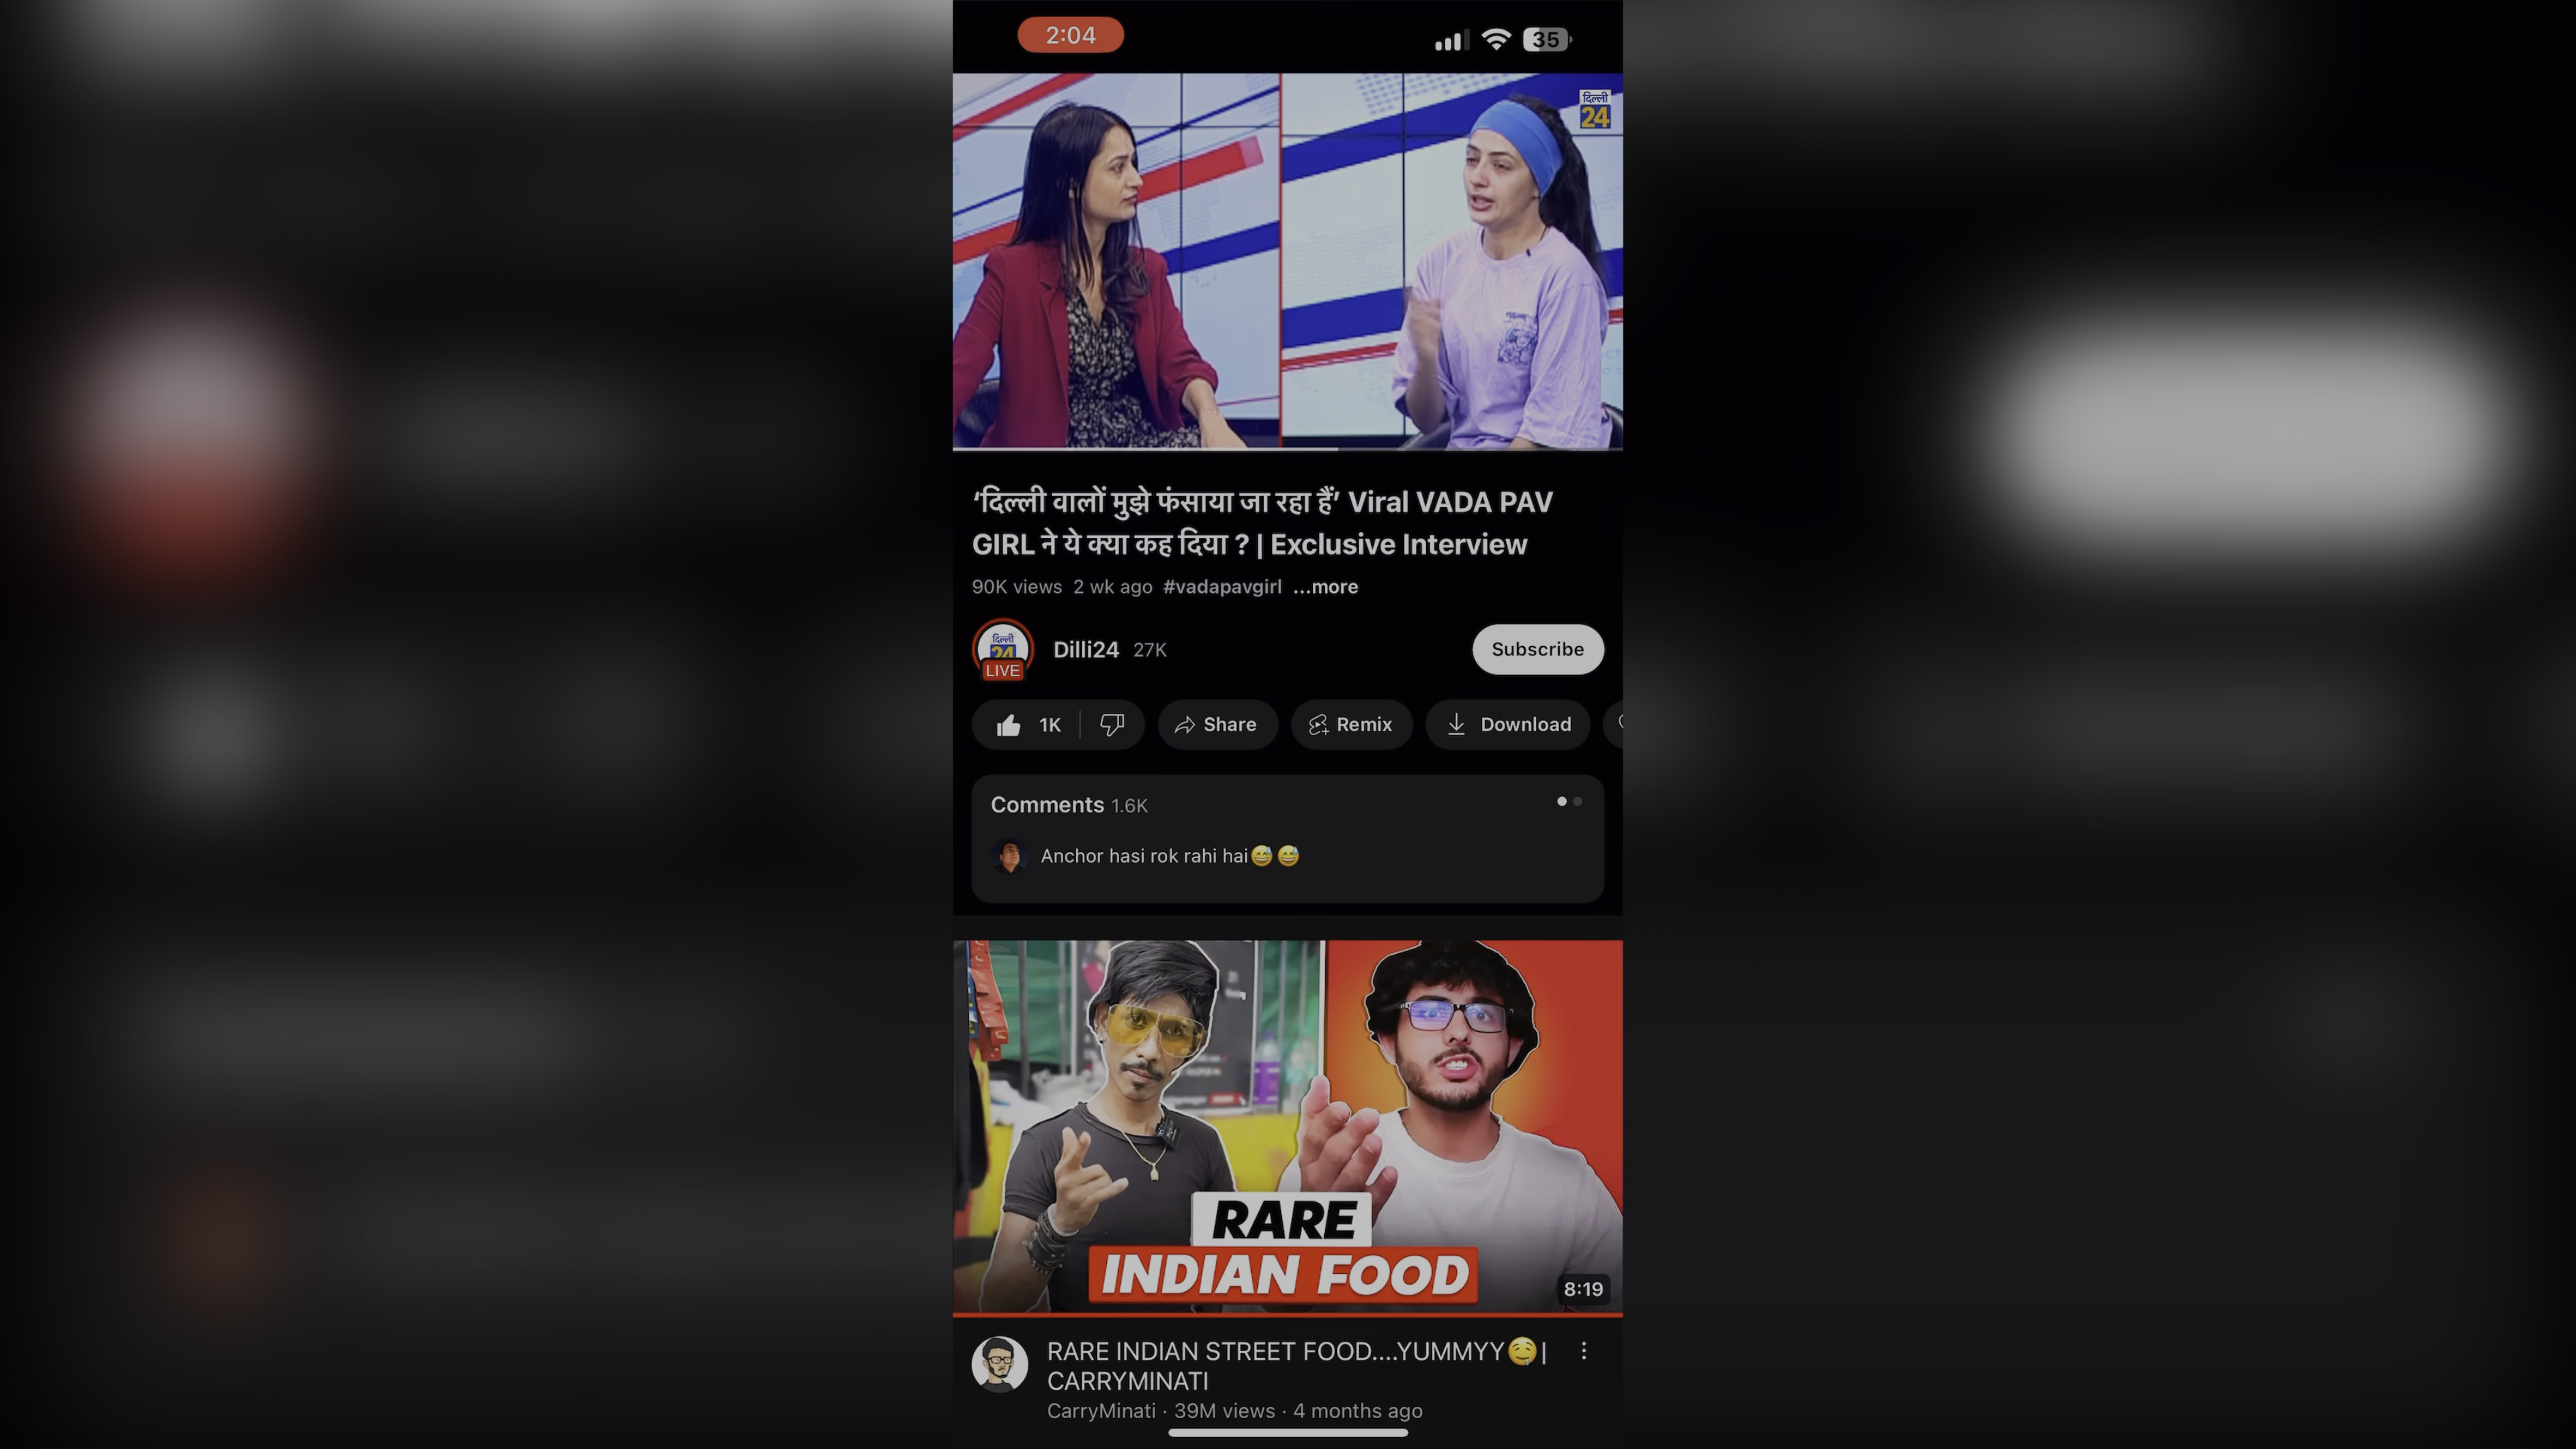 2:04
35
दिल्ली
24
‘दिल्ली वालों मुझे फंसाया जा रहा हैं’ Viral VADA PAV
GIRL ने ये क्या कह दिया ? | Exclusive Interview
90K views 2 wk ago #vadapavgirl ...more
दिल्ली
24
LIVE
Dilli24 27K
Subscribe
1K
Share
Remix
Download
Comments 1.6K
Anchor hasi rok rahi hai😅😅
RARE
INDIAN FOOD
8:19
RARE INDIAN STREET FOOD....YUMMYY🤤 |
CARRYMINATI
CarryMinati · 39M views · 4 months ago